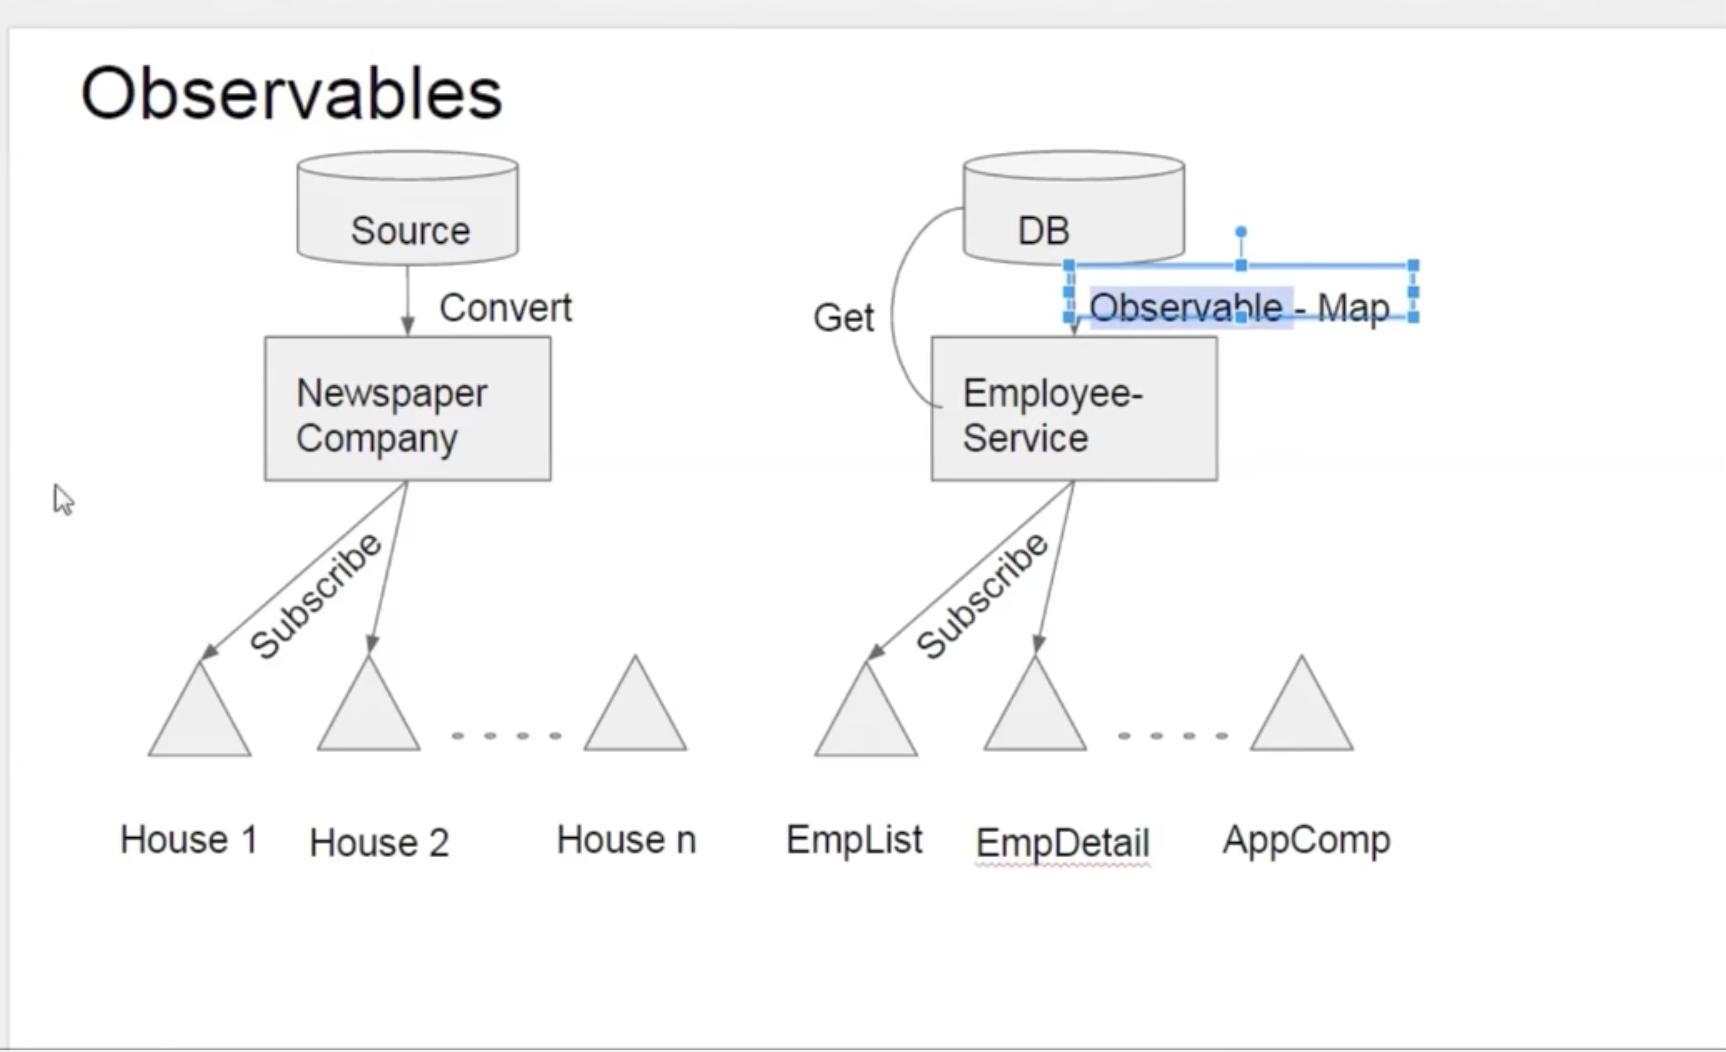 Observables
Source
Convert
Newspaper
Company
Subscribe
House 1
House 2
House n
DB
Get
Observable - Map
Employee-
Service
Subscribe
EmpList
EmpDetail
AppComp